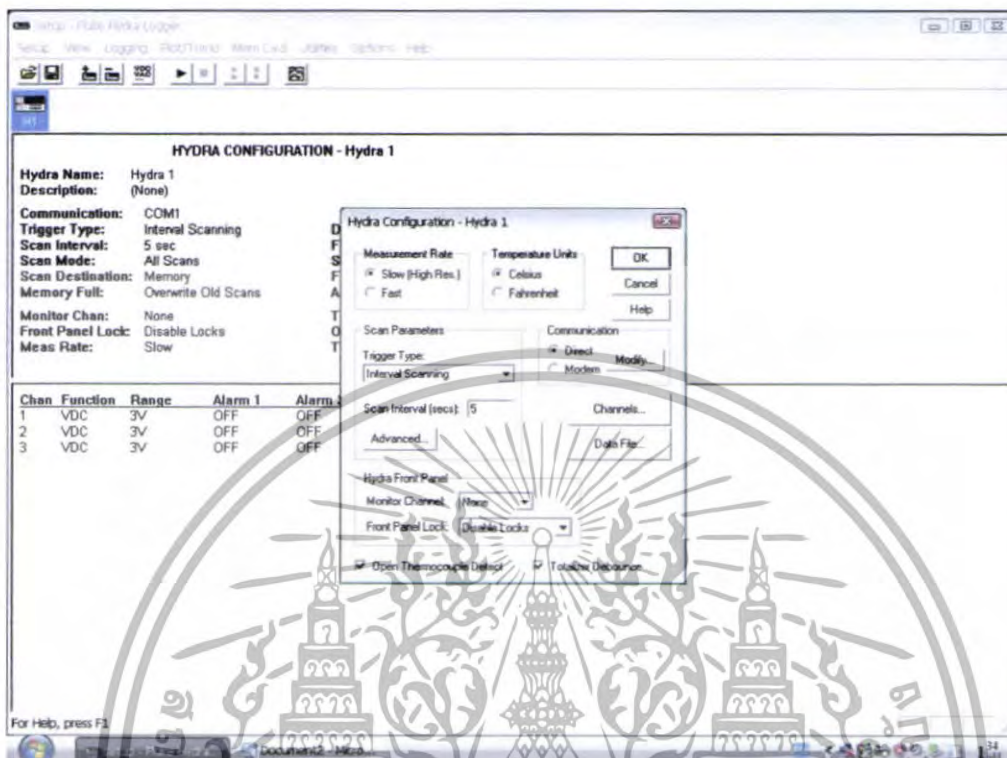 Setup - Fluke Hydra Logger
Setup View Logging Plot/Trend Mem Card Utilities Options Help
H1
HYDRA CONFIGURATION - Hydra 1
Hydra Name: Hydra 1
Description: (None)
Communication: COM1
Trigger Type: Interval Scanning D
Scan Interval: 5 sec F
Scan Mode: All Scans S
Scan Destination: Memory F
Memory Full: Overwrite Old Scans A
Monitor Chan: None T
Front Panel Lock: Disable Locks O
Meas Rate: Slow T
Chan Function Range Alarm 1 Alarm 2
1 VDC 3V OFF OFF
2 VDC 3V OFF OFF
3 VDC 3V OFF OFF
Hydra Configuration - Hydra 1
Measurement Rate
Slow (High Res.)
Fast
Temperature Units
Celsius
Fahrenheit
OK
Cancel
Help
Scan Parameters
Trigger Type:
Interval Scanning
Scan Interval (secs): 5
Advanced...
Communication
Direct
Modem
Modify...
Channels...
Data File...
Hydra Front Panel
Monitor Channel: None
Front Panel Lock: Disable Locks
Open Thermocouple Detect
Totalizer Debounce
For Help, press F1
Document2 - Micro...